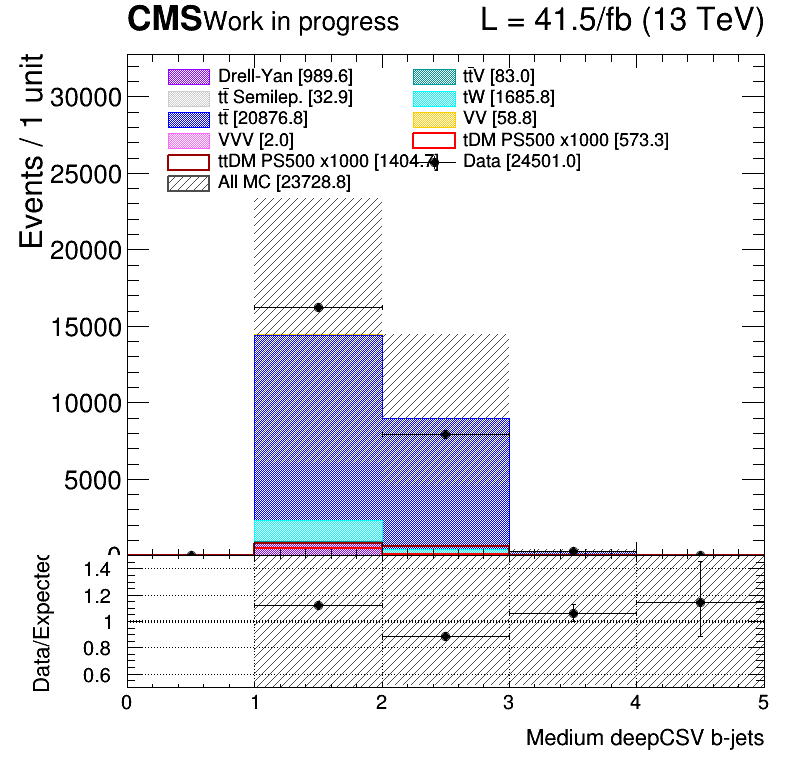 CMS Work in progress L = 41.5/fb (13 TeV)
Events / 1 unit
30000
25000
20000
15000
10000
5000
0
Drell-Yan [989.6]
tt̄ Semilep. [32.9]
tt̄ [20876.8]
VVV [2.0]
ttDM PS500 x1000 [1404.7]
All MC [23728.8]
tt̄V [83.0]
tW [1685.8]
VV [58.8]
tDM PS500 x1000 [573.3]
Data [24501.0]
Data/Expected
1.4
1.2
1
0.8
0.6
0 1 2 3 4 5
Medium deepCSV b-jets